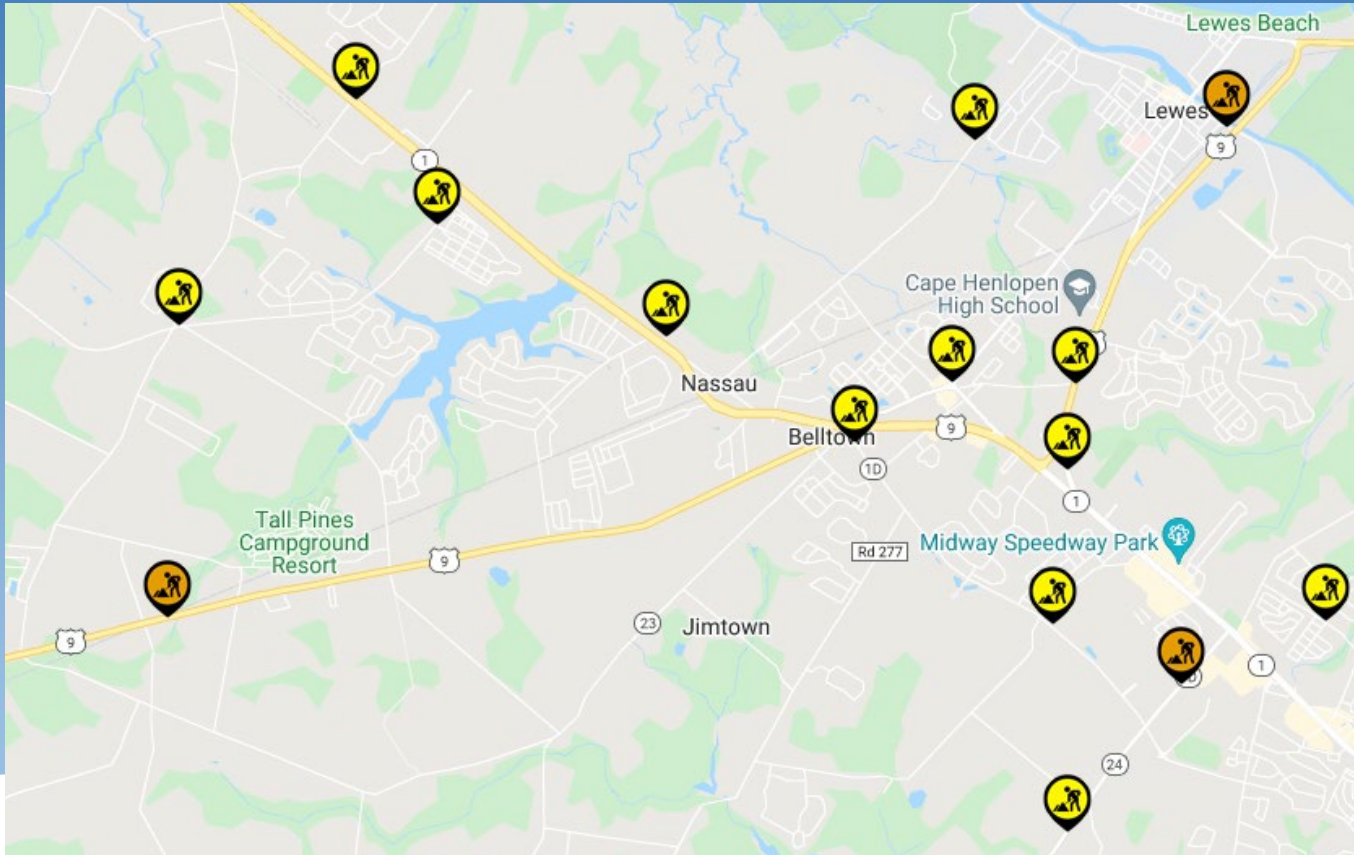 Lewes Beach
Lewes
9
1
Cape Henlopen
High School
Nassau
Belltown
9
1D
1
Tall Pines
Campground
Resort
9
Rd 277
Midway Speedway Park
9
23
Jimtown
1
24